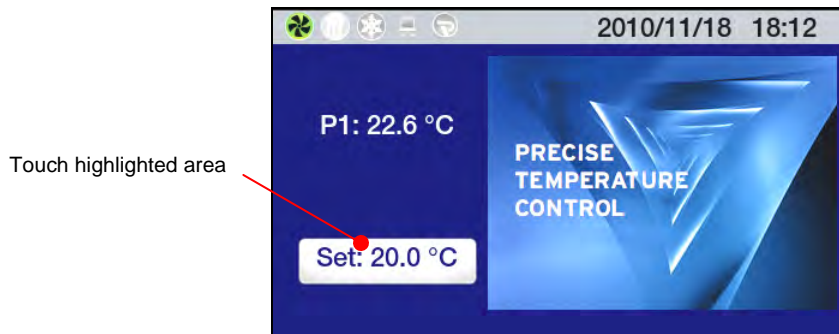 2010/11/18 18:12
P1: 22.6 °C
PRECISE
TEMPERATURE
CONTROL
Touch highlighted area
Set: 20.0 °C